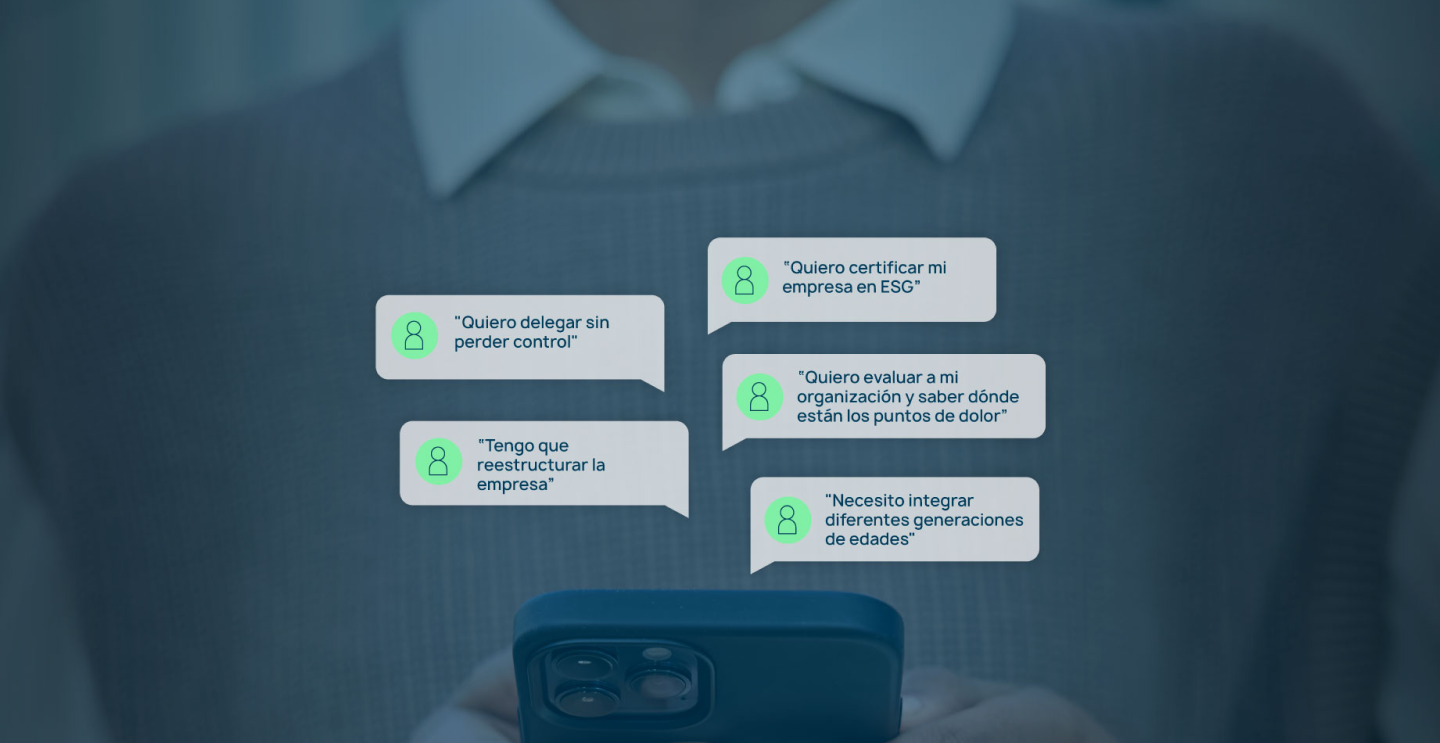 "Quiero delegar sin
perder control"
“Tengo que
reestructurar la
empresa”
“Quiero certificar mi
empresa en ESG”
“Quiero evaluar a mi
organización y saber dónde
están los puntos de dolor”
"Necesito integrar
diferentes generaciones
de edades"